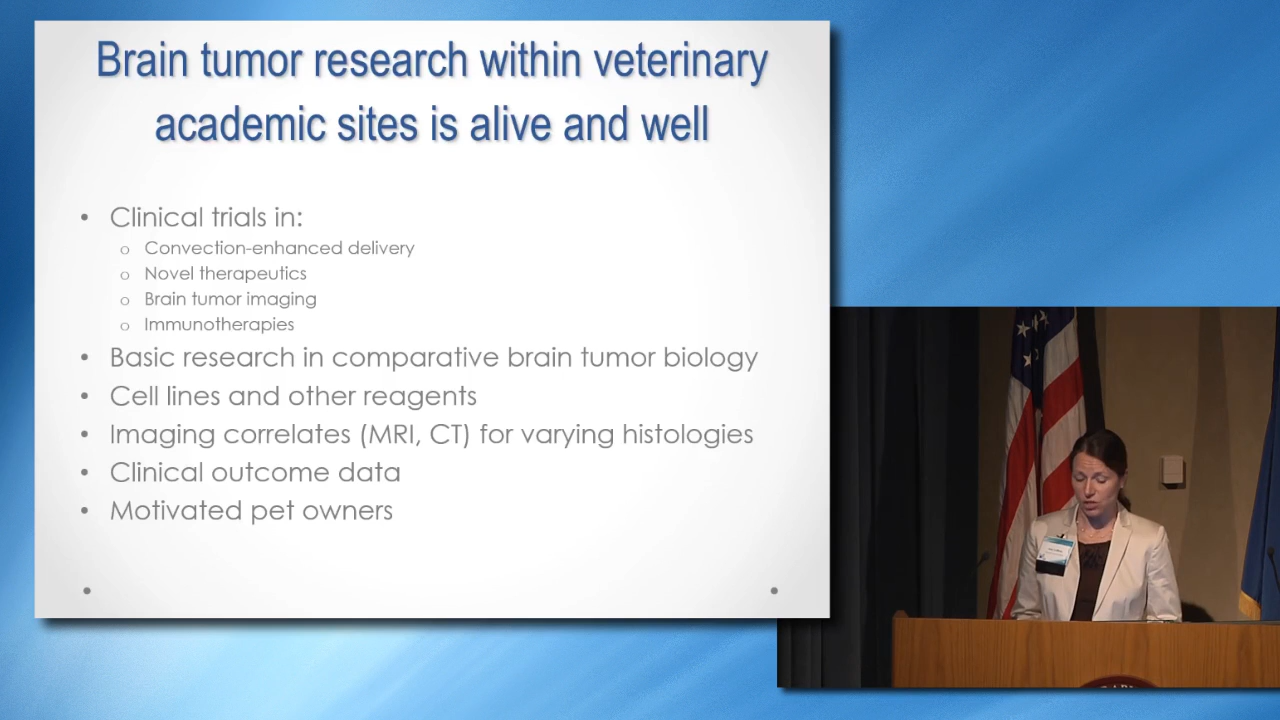 Brain tumor research within veterinary
academic sites is alive and well
• Clinical trials in:
o Convection-enhanced delivery
o Novel therapeutics
o Brain tumor imaging
o Immunotherapies
• Basic research in comparative brain tumor biology
• Cell lines and other reagents
• Imaging correlates (MRI, CT) for varying histologies
• Clinical outcome data
• Motivated pet owners